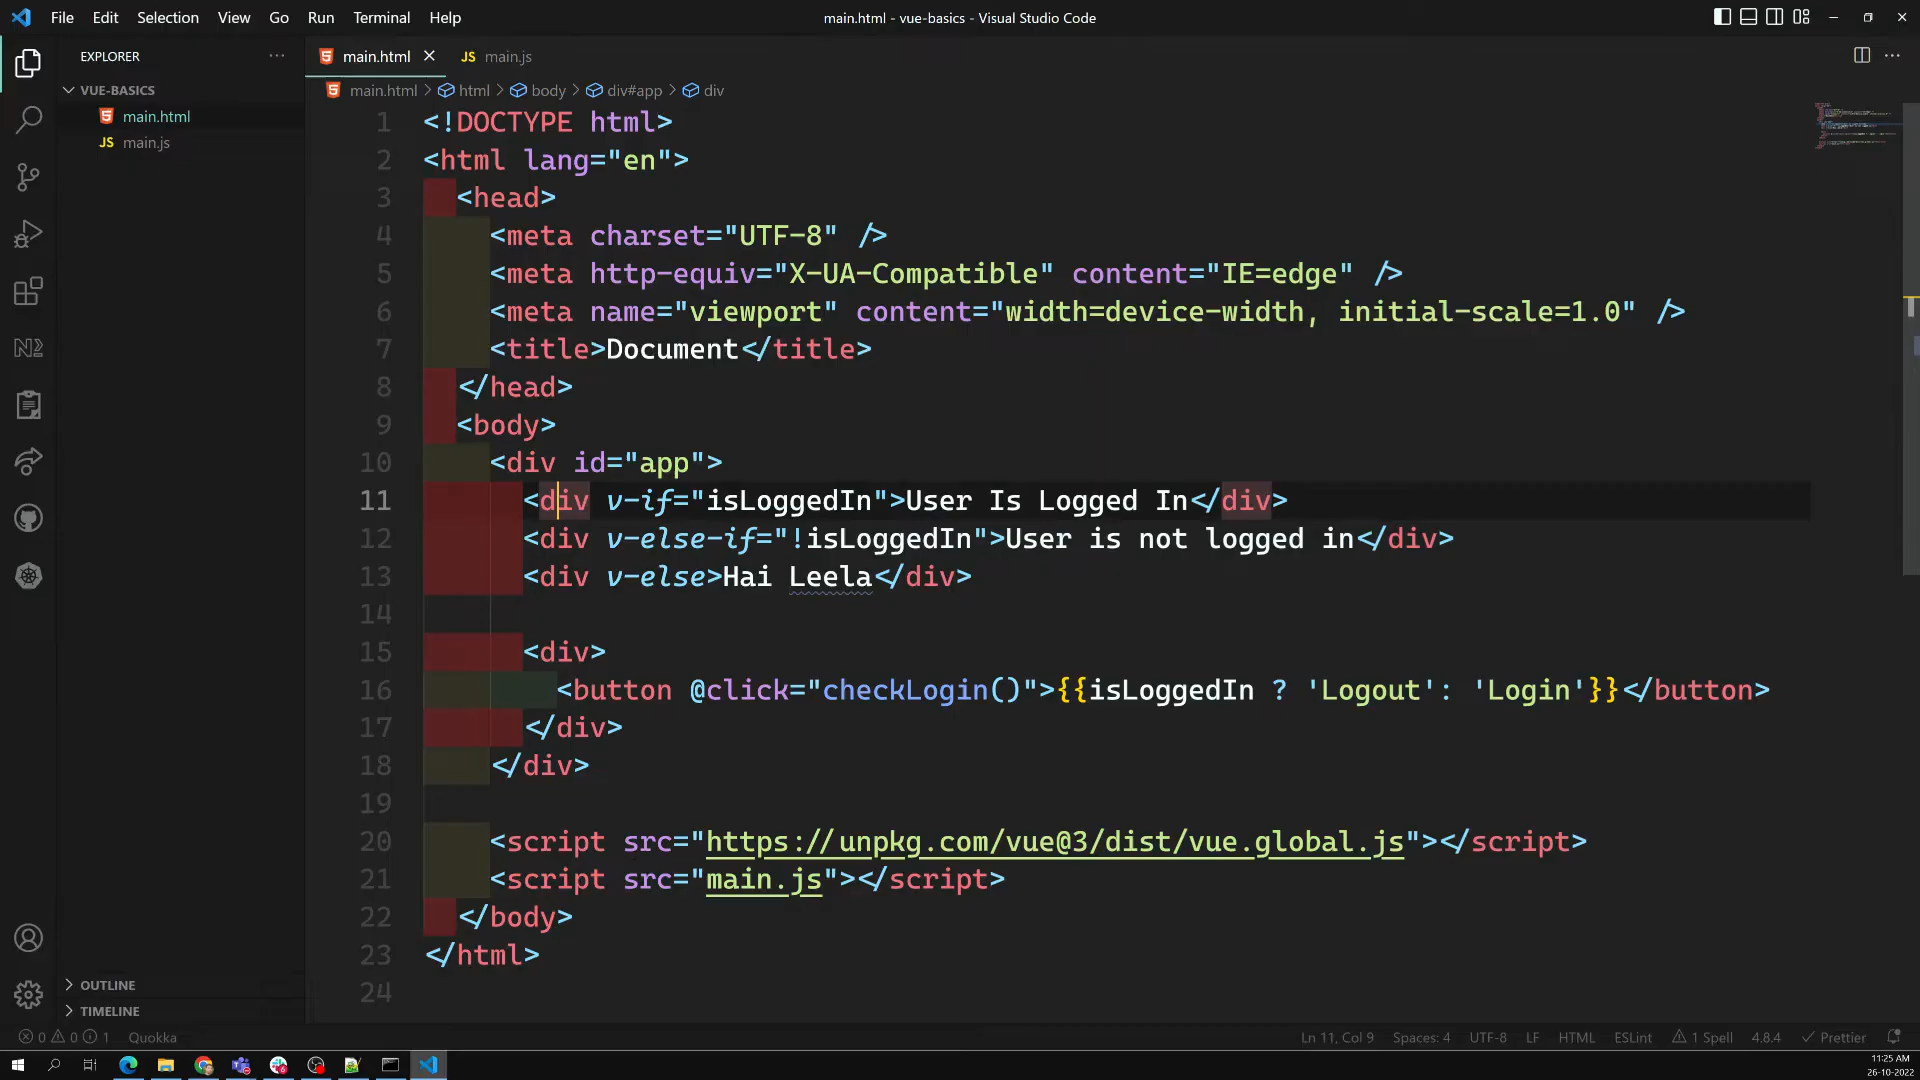 File Edit Selection View Go Run Terminal Help
main.html - vue-basics - Visual Studio Code
EXPLORER
VUE-BASICS
main.html
JS main.js
OUTLINE
TIMELINE
main.html
JS main.js
main.html > html > body > div#app > div
1 <!DOCTYPE html>
2 <html lang="en">
3 <head>
4 <meta charset="UTF-8" />
5 <meta http-equiv="X-UA-Compatible" content="IE=edge" />
6 <meta name="viewport" content="width=device-width, initial-scale=1.0" />
7 <title>Document</title>
8 </head>
9 <body>
10 <div id="app">
11 <div v-if="isLoggedIn">User Is Logged In</div>
12 <div v-else-if="!isLoggedIn">User is not logged in</div>
13 <div v-else>Hai Leela</div>
14
15 <div>
16 <button @click="checkLogin()">{{isLoggedIn ? 'Logout': 'Login'}}</button>
17 </div>
18 </div>
19
20 <script src="https://unpkg.com/vue@3/dist/vue.global.js"></script>
21 <script src="main.js"></script>
22 </body>
23 </html>
24
0 0 1 Quokka
Ln 11, Col 9 Spaces: 4 UTF-8 LF HTML ESLint 1 Spell 4.8.4 Prettier
11:25 AM
26-10-2022